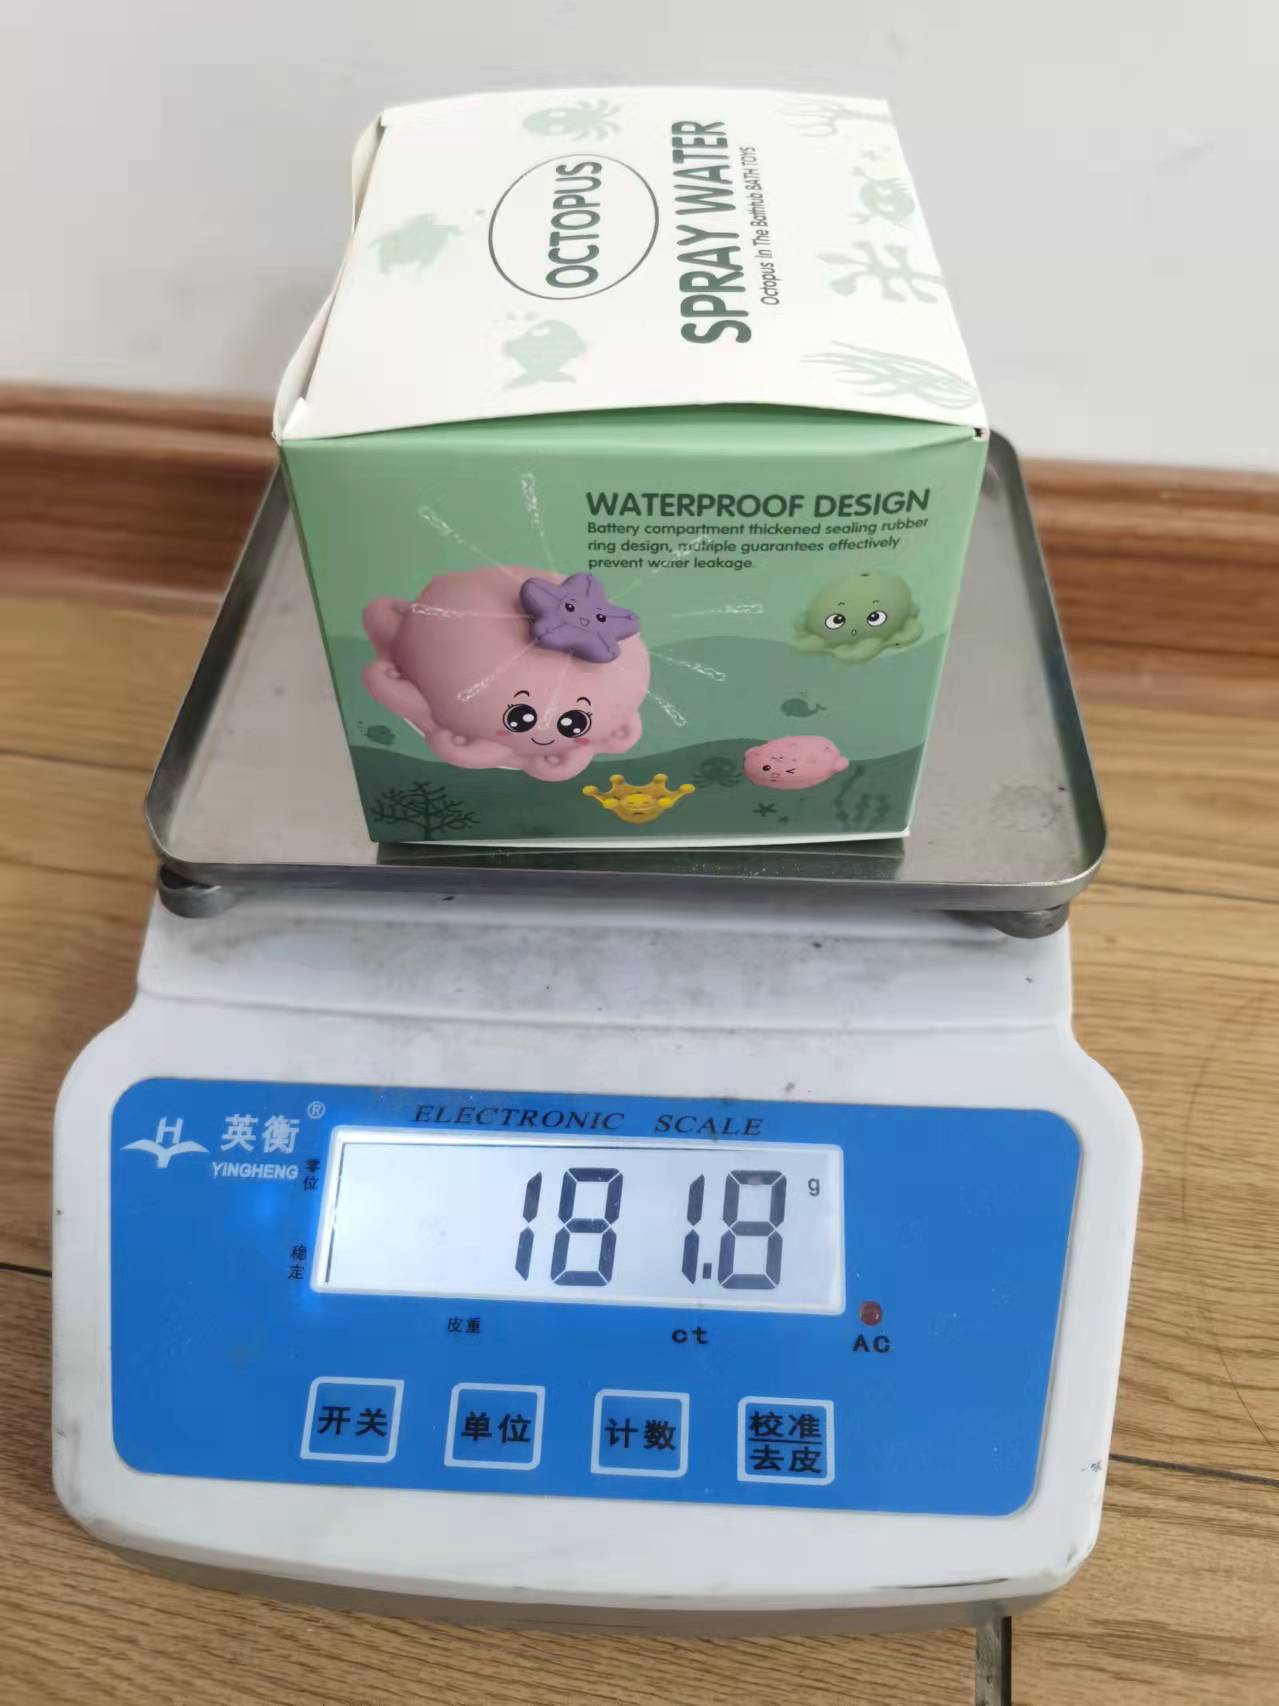 OCTOPUS
SPRAY WATER
Octopus In The Bathtub BATH TOYS
WATERPROOF DESIGN
Battery compartment thickened sealing rubber
ring design, multriple guarantees effectively
prevent water leakage.
H
英衡®
YINGHENG
ELECTRONIC SCALE
零位
稳定
181.8 g
皮重
ct
AC
开关
单位
计数
校准
去皮